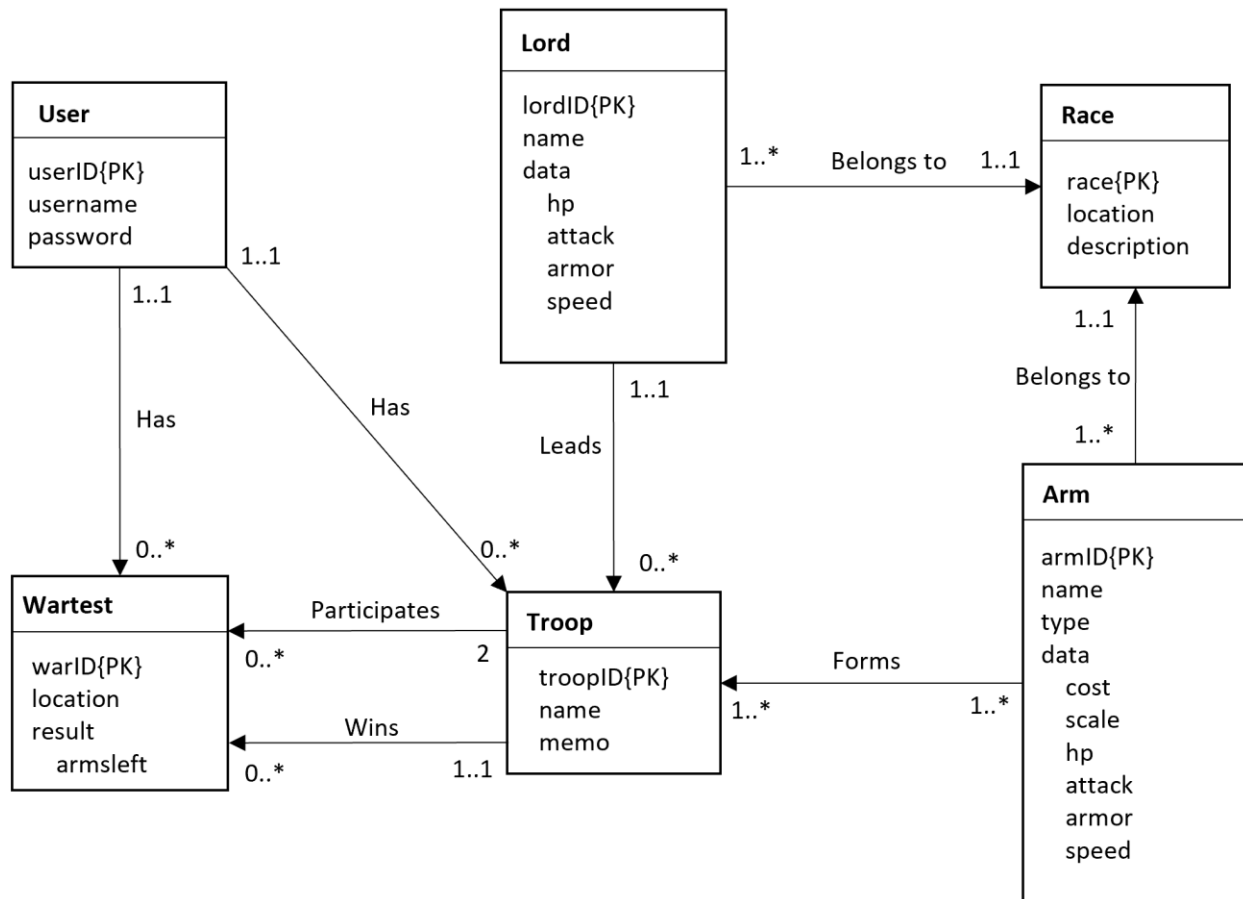 User
userID{PK}
username
password
Lord
lordID{PK}
name
data
hp
attack
armor
speed
Race
race{PK}
location
description
1..*
Belongs to
1..1
1..1
1..1
Has
0..*
Has
0..*
1..1
Leads
0..*
1..1
Belongs to
1..*
Wartest
warID{PK}
location
result
armsleft
Participates
0..*
2
Wins
0..*
1..1
Troop
troopID{PK}
name
memo
Forms
1..*
1..*
Arm
armID{PK}
name
type
data
cost
scale
hp
attack
armor
speed